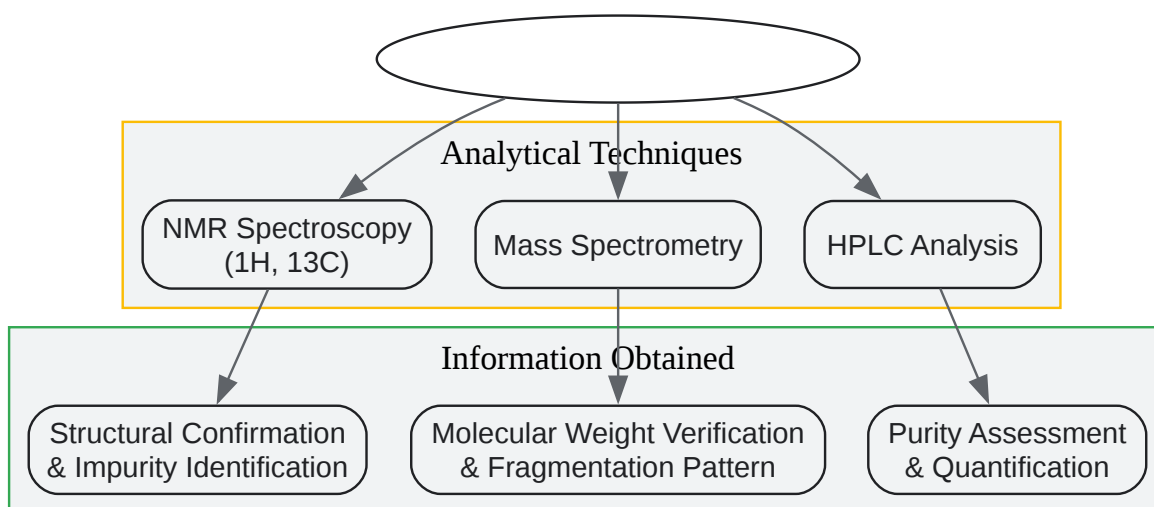 Analytical Techniques
NMR Spectroscopy
(1H, 13C)
Mass Spectrometry
HPLC Analysis
Information Obtained
Structural Confirmation
& Impurity Identification
Molecular Weight Verification
& Fragmentation Pattern
Purity Assessment
& Quantification